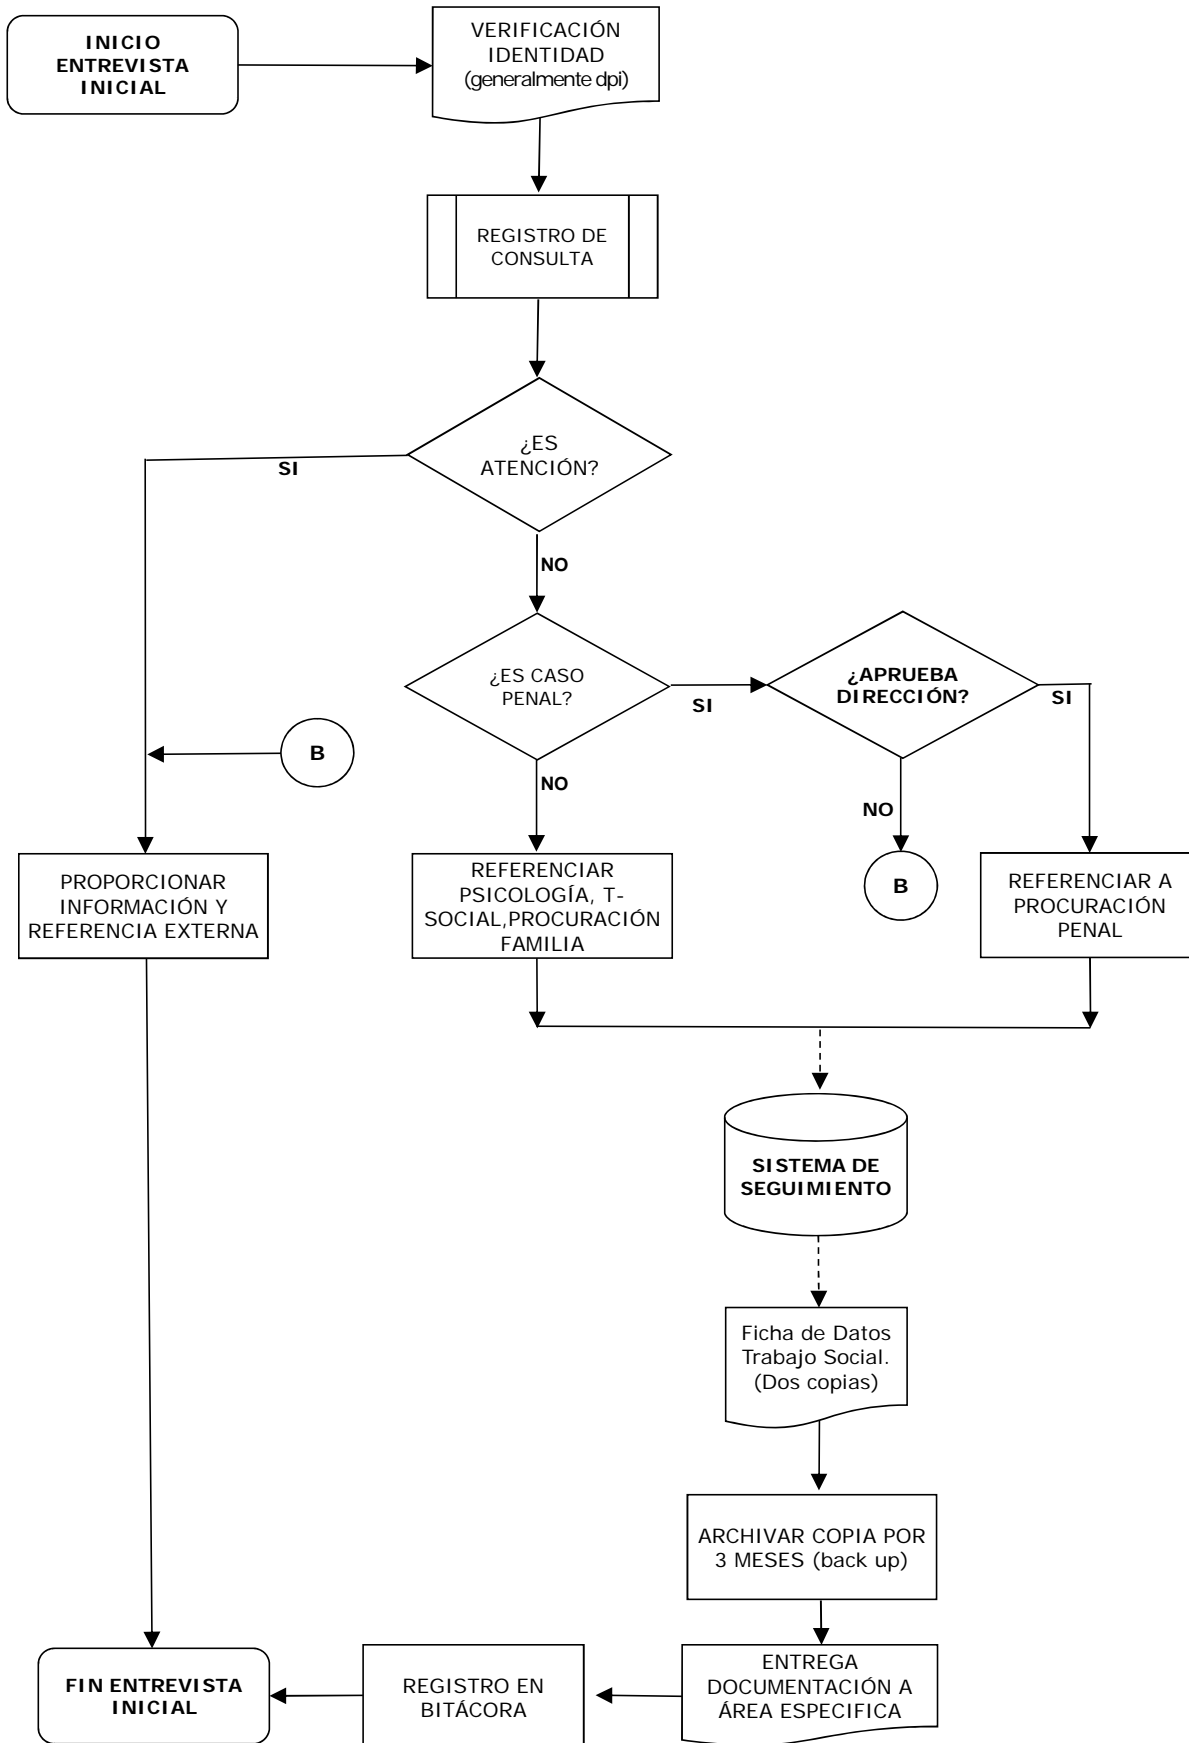 INICIO
ENTREVISTA
INICIAL
VERIFICACIÓN
IDENTIDAD
(generalmente dpi)
REGISTRO DE
CONSULTA
¿ES
ATENCIÓN?
SI
NO
¿ES CASO
PENAL?
SI
¿APRUEBA
DIRECCIÓN?
SI
B
NO
NO
PROPORCIONAR
INFORMACIÓN Y
REFERENCIA EXTERNA
REFERENCIAR
PSICOLOGÍA, T-
SOCIAL,PROCURACIÓN
FAMILIA
B
REFERENCIAR A
PROCURACIÓN
PENAL
SISTEMA DE
SEGUIMIENTO
Ficha de Datos
Trabajo Social.
(Dos copias)
ARCHIVAR COPIA POR
3 MESES (back up)
ENTREGA
DOCUMENTACIÓN A
ÁREA ESPECIFICA
REGISTRO EN
BITÁCORA
FIN ENTREVISTA
INICIAL